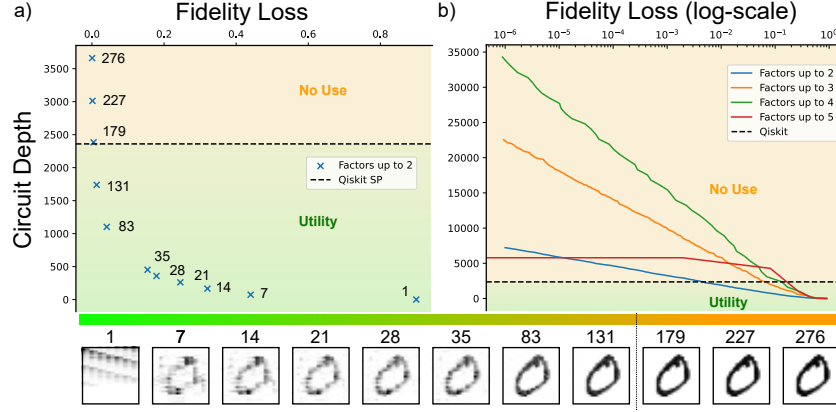 a)
Fidelity Loss
0.0 0.2 0.4 0.6 0.8
Circuit Depth
3500
3000
2500
2000
1500
1000
500
0
276
227
179
131
83
35
28
21
14
7
1
No Use
× Factors up to 2
Qiskit SP
Utility
b)
Fidelity Loss (log-scale)
10⁻⁶ 10⁻⁵ 10⁻⁴ 10⁻³ 10⁻² 10⁻¹ 10⁰
35000
30000
25000
20000
15000
10000
5000
0
Factors up to 2
Factors up to 3
Factors up to 4
Factors up to 5
Qiskit
No Use
Utility
1 7 14 21 28 35 83 131 179 227 276